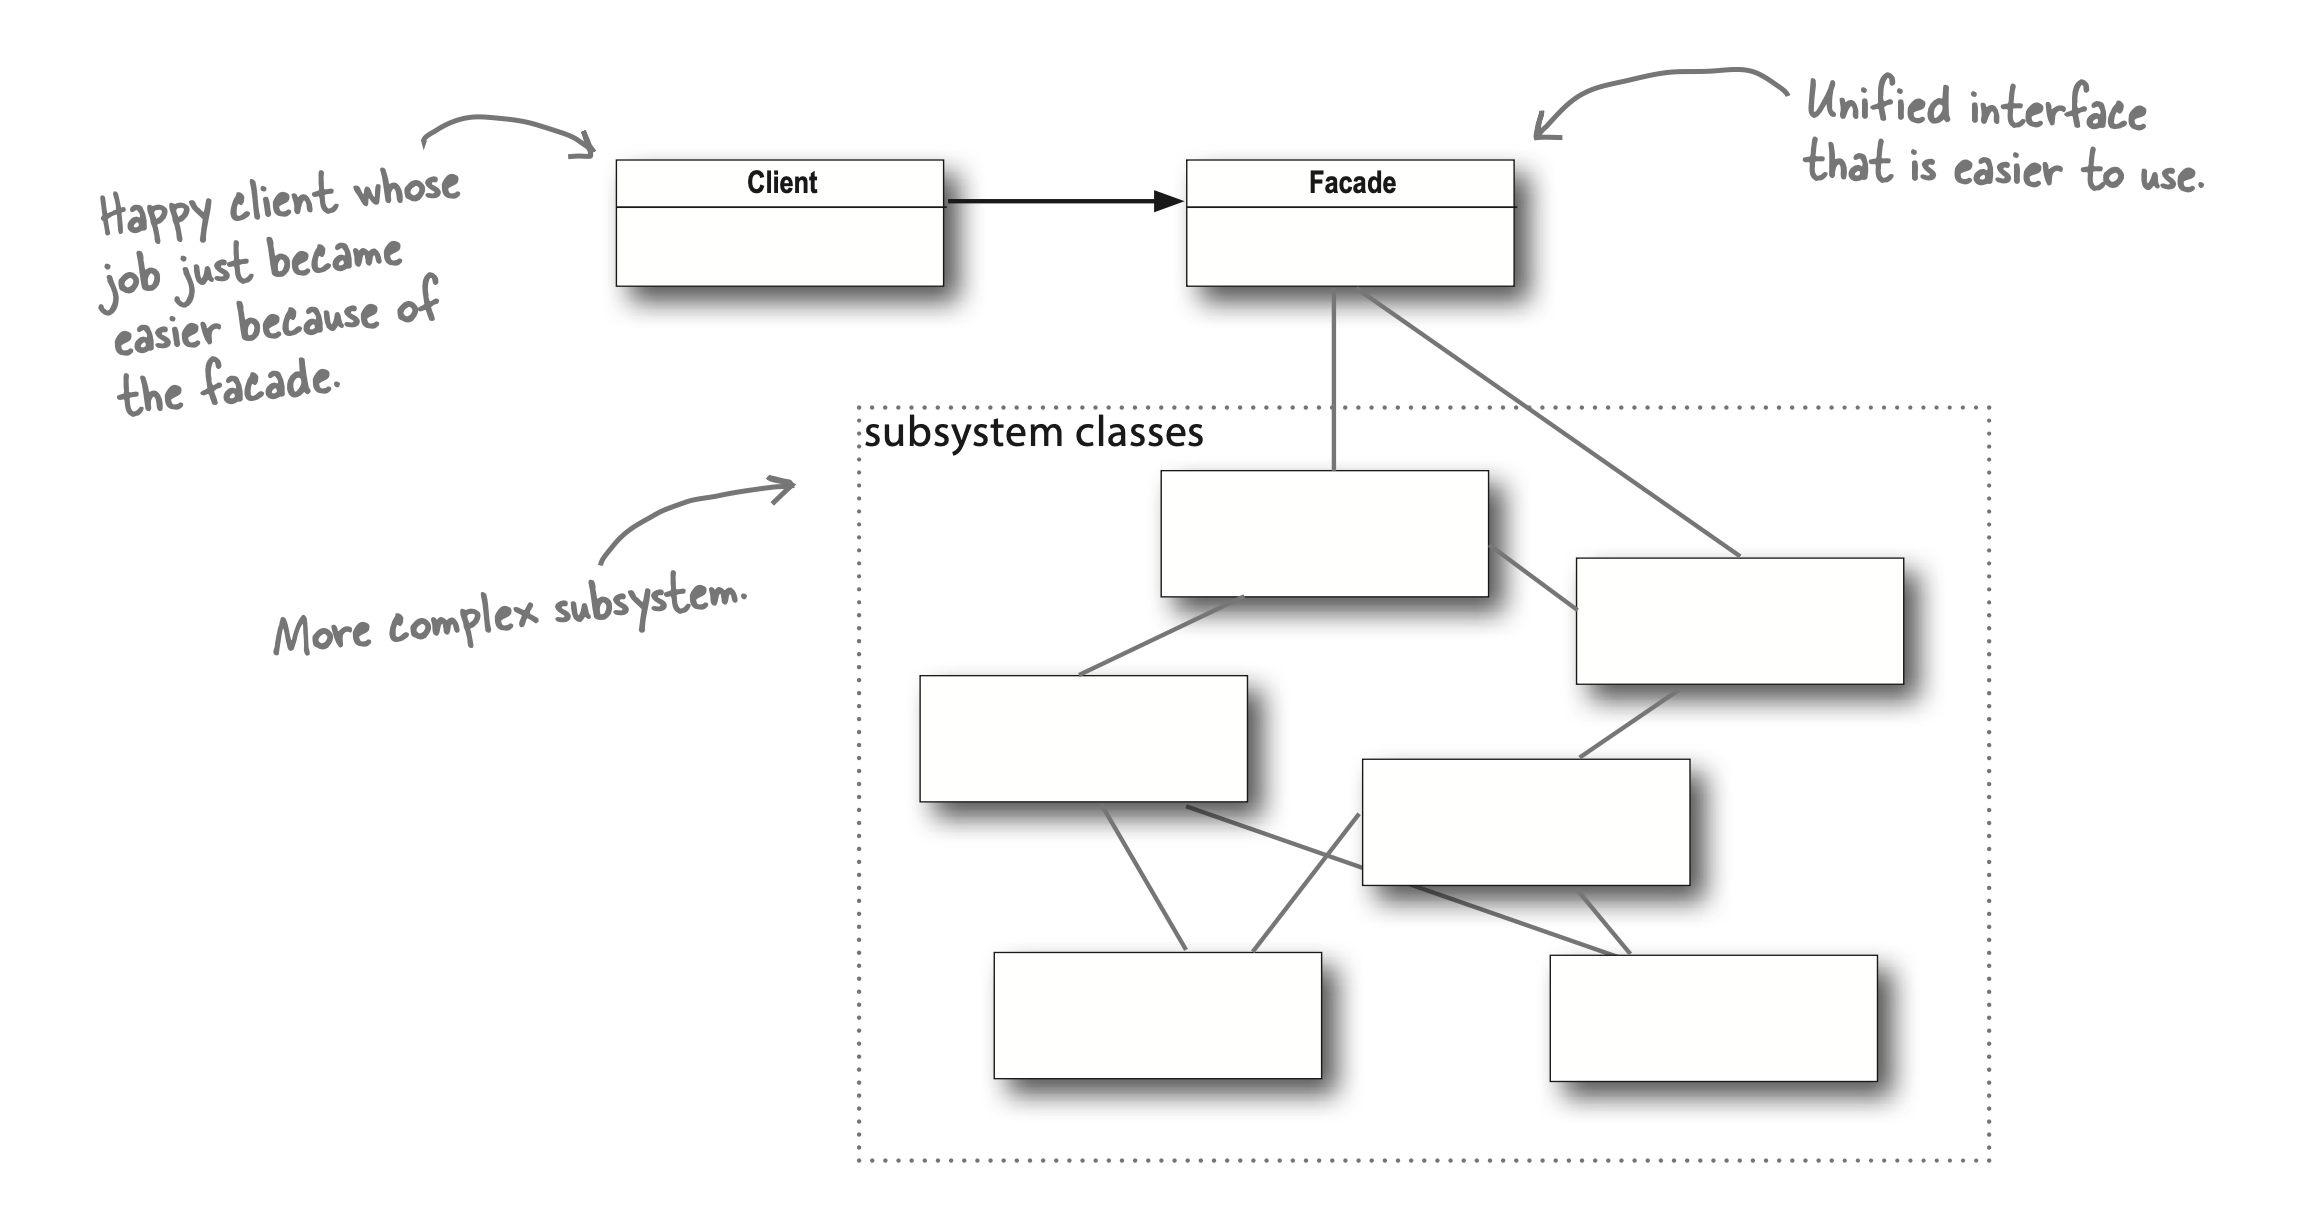 Happy client whose
job just became
easier because of
the facade.
Client
Facade
Unified interface
that is easier to use.
subsystem classes
More complex subsystem.